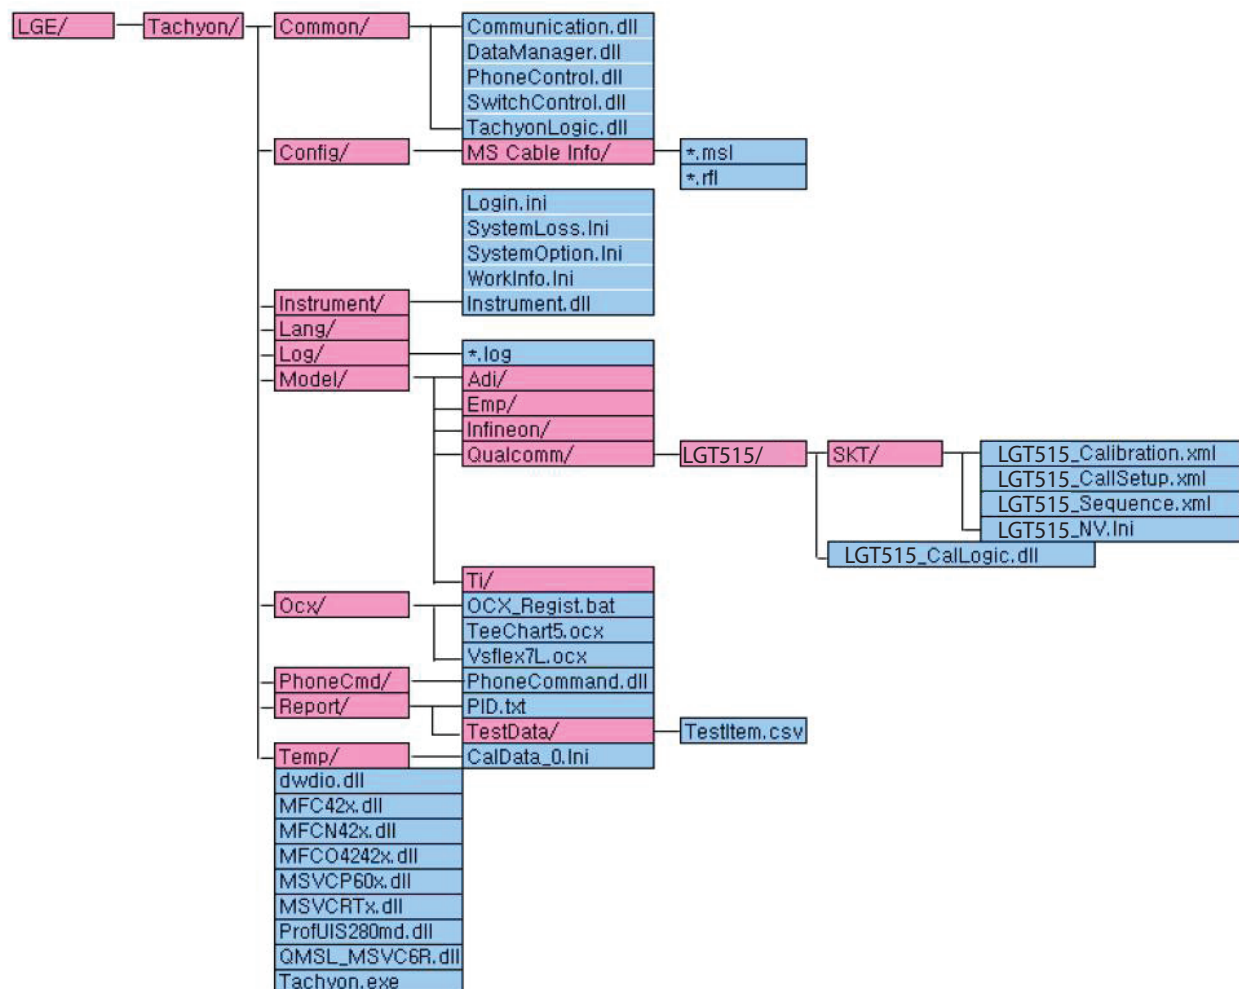 LGE/ Tachyon/ Common/ Communication.dll
DataManager.dll
PhoneControl.dll
SwitchControl.dll
TachyonLogic.dll
Config/ MS Cable Info/ *.msl
*.rfl
Login.ini
SystemLoss.Ini
SystemOption.Ini
WorkInfo.Ini
Instrument/ Instrument.dll
Lang/
Log/ *.log
Model/ Adi/
Emp/
Infineon/
Qualcomm/ LGT515/ SKT/ LGT515_Calibration.xml
LGT515_CallSetup.xml
LGT515_Sequence.xml
LGT515_NV.Ini
LGT515_CalLogic.dll
Ti/
Ocx/ OCX_Regist.bat
TeeChart5.ocx
Vsflex7L.ocx
PhoneCmd/ PhoneCommand.dll
Report/ PID.txt
TestData/ TestItem.csv
Temp/ CalData_0.Ini
dwdio.dll
MFC42x.dll
MFCN42x.dll
MFCO4242x.dll
MSVCP60x.dll
MSVCRTx.dll
ProfUIS280md.dll
QMSL_MSVC6R.dll
Tachyon.exe